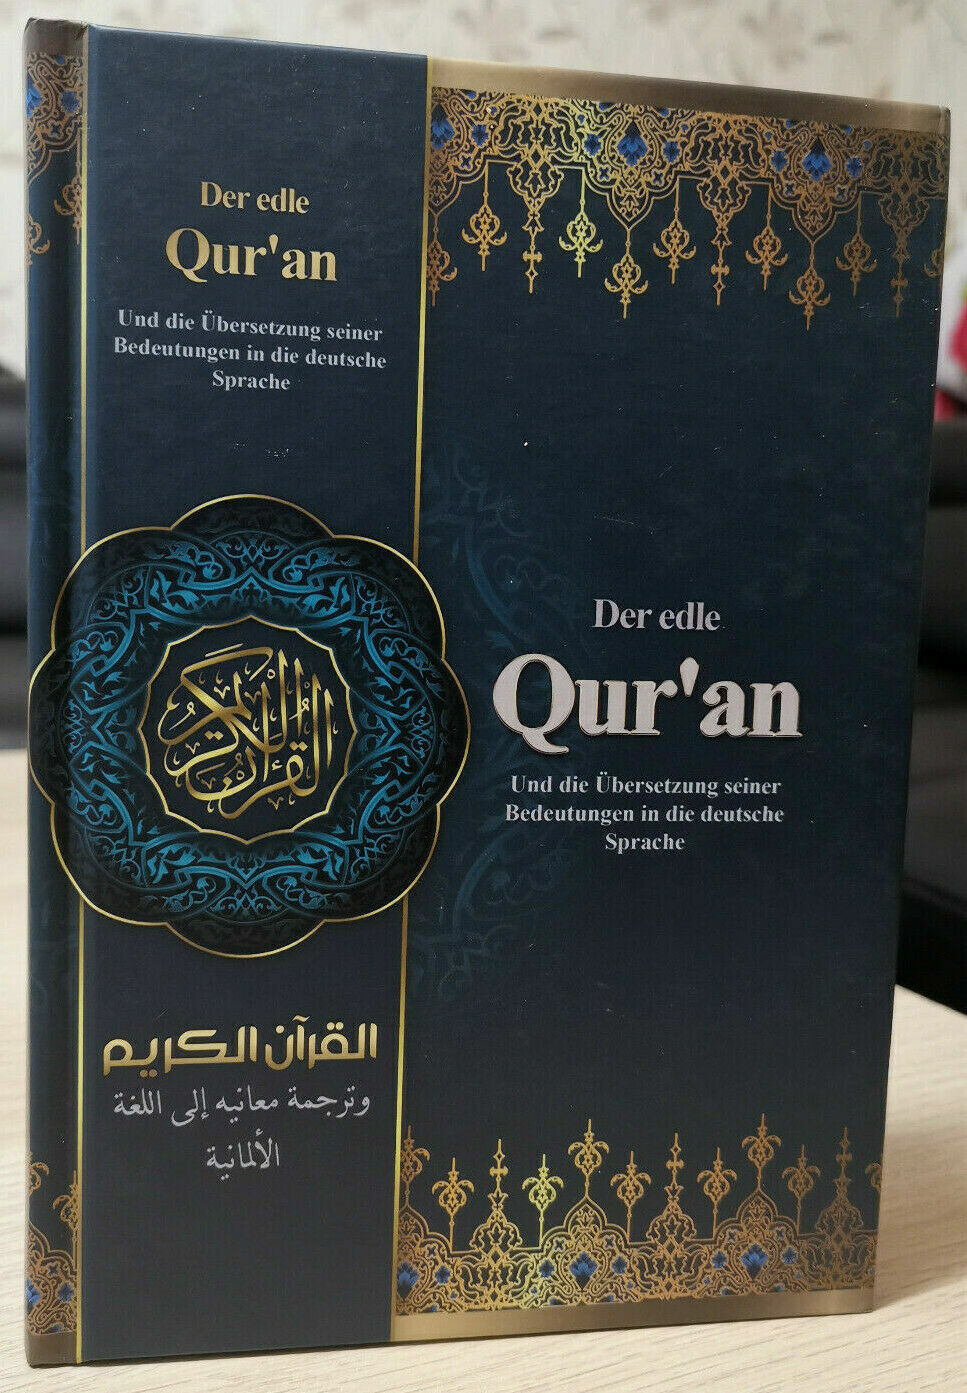 Der edle
Qur'an
Und die Übersetzung seiner
Bedeutungen in die deutsche
Sprache
القرآن الكريم
القرآن الكريم
وترجمة معانيه إلى اللغة
الألمانية
Der edle
Qur'an
Und die Übersetzung seiner
Bedeutungen in die deutsche
Sprache